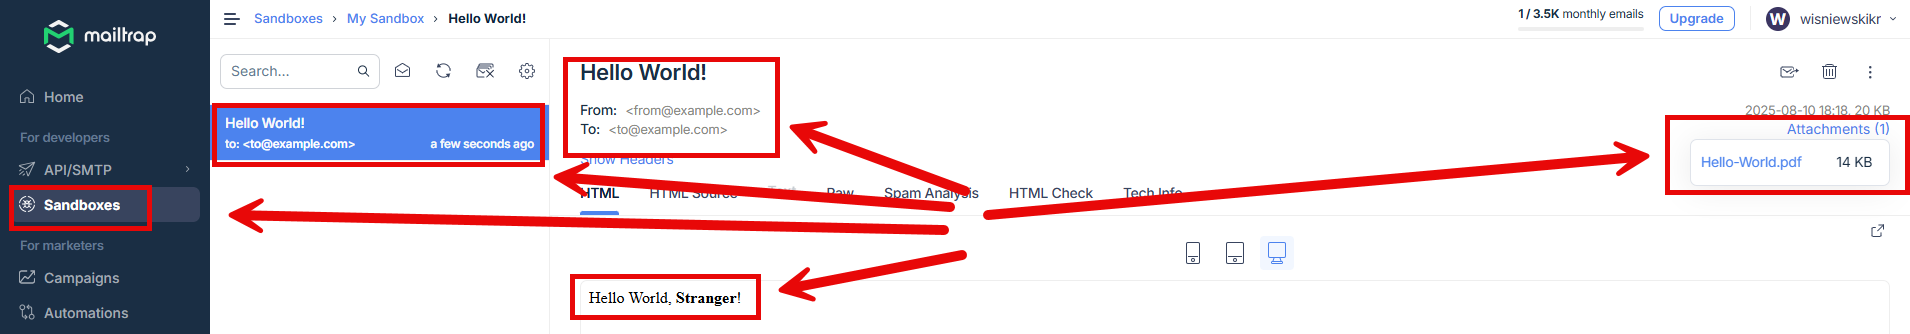 mailtrap
Home
For developers
API/SMTP
Sandboxes
For marketers
Campaigns
Automations
Sandboxes > My Sandbox > Hello World!
1 / 3.5K monthly emails
Upgrade
W wisniewskikr
Search...
Hello World!
to: <to@example.com> a few seconds ago
Hello World!
From: <from@example.com>
To: <to@example.com>
Show Headers
2025-08-10 18:18, 20 KB
Attachments (1)
Hello-World.pdf 14 KB
HTML HTML Source Text Raw Spam Analysis HTML Check Tech Info
Hello World, Stranger!